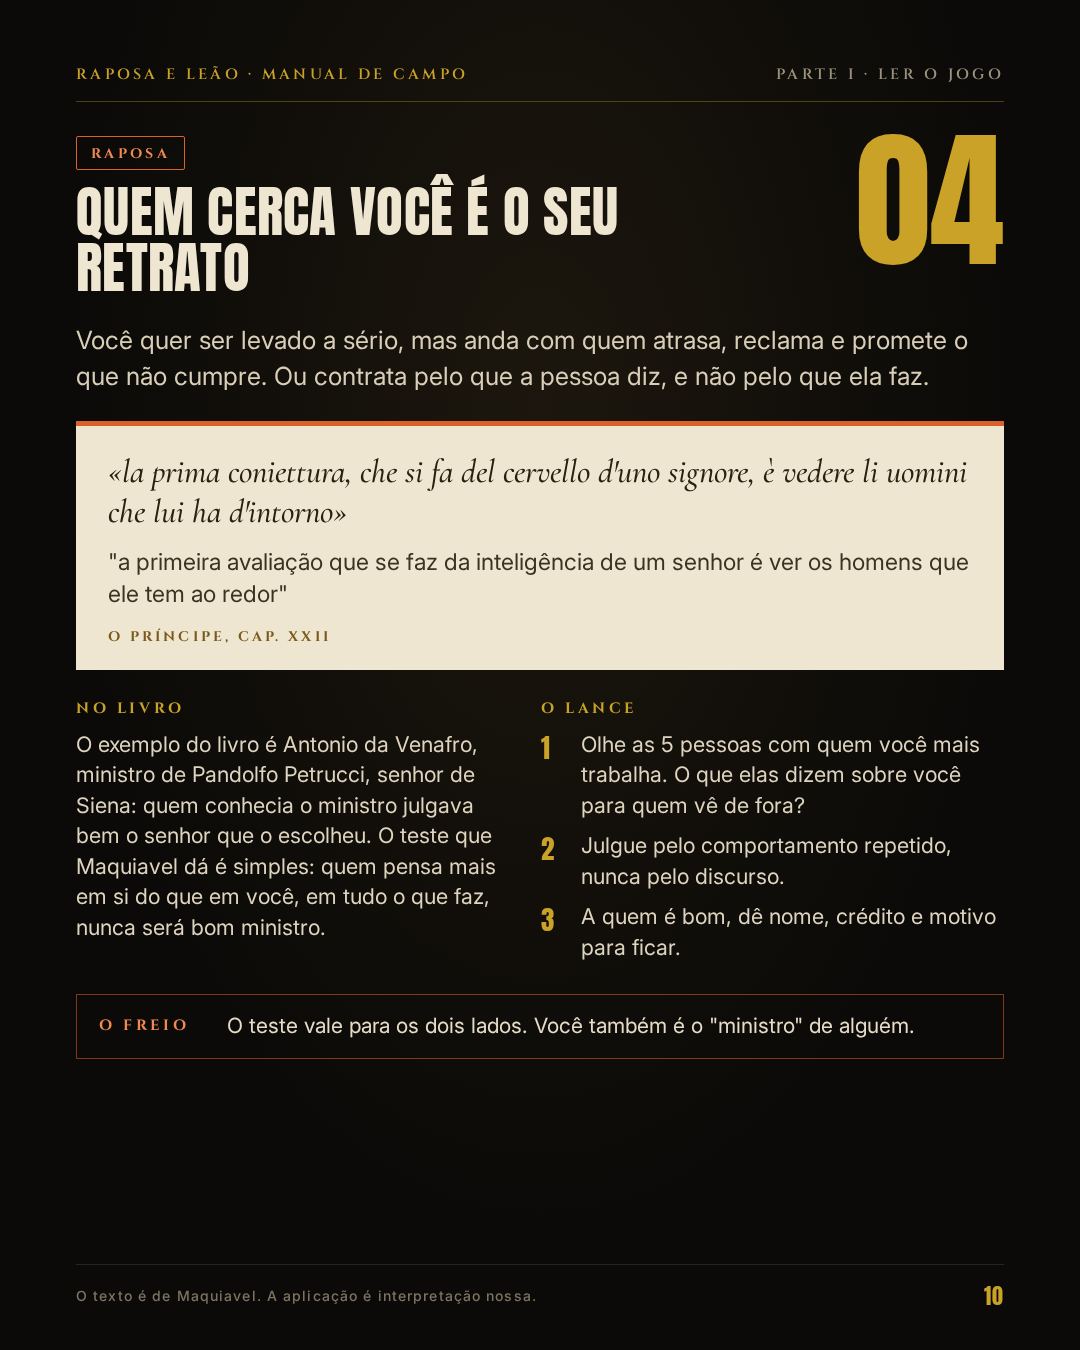 RAPOSA E LEÃO · MANUAL DE CAMPO
PARTE I · LER O JOGO
RAPOSA
04
QUEM CERCA VOCÊ É O SEU
RETRATO
Você quer ser levado a sério, mas anda com quem atrasa, reclama e promete o
que não cumpre. Ou contrata pelo que a pessoa diz, e não pelo que ela faz.
«la prima coniettura, che si fa del cervello d'uno signore, è vedere li uomini
che lui ha d'intorno»
"a primeira avaliação que se faz da inteligência de um senhor é ver os homens que
ele tem ao redor"
O PRÍNCIPE, CAP. XXII
NO LIVRO
O exemplo do livro é Antonio da Venafro,
ministro de Pandolfo Petrucci, senhor de
Siena: quem conhecia o ministro julgava
bem o senhor que o escolheu. O teste que
Maquiavel dá é simples: quem pensa mais
em si do que em você, em tudo o que faz,
nunca será bom ministro.
O LANCE
1 Olhe as 5 pessoas com quem você mais
trabalha. O que elas dizem sobre você
para quem vê de fora?
2 Julgue pelo comportamento repetido,
nunca pelo discurso.
3 A quem é bom, dê nome, crédito e motivo
para ficar.
O FREIO O teste vale para os dois lados. Você também é o "ministro" de alguém.
O texto é de Maquiavel. A aplicação é interpretação nossa.
10